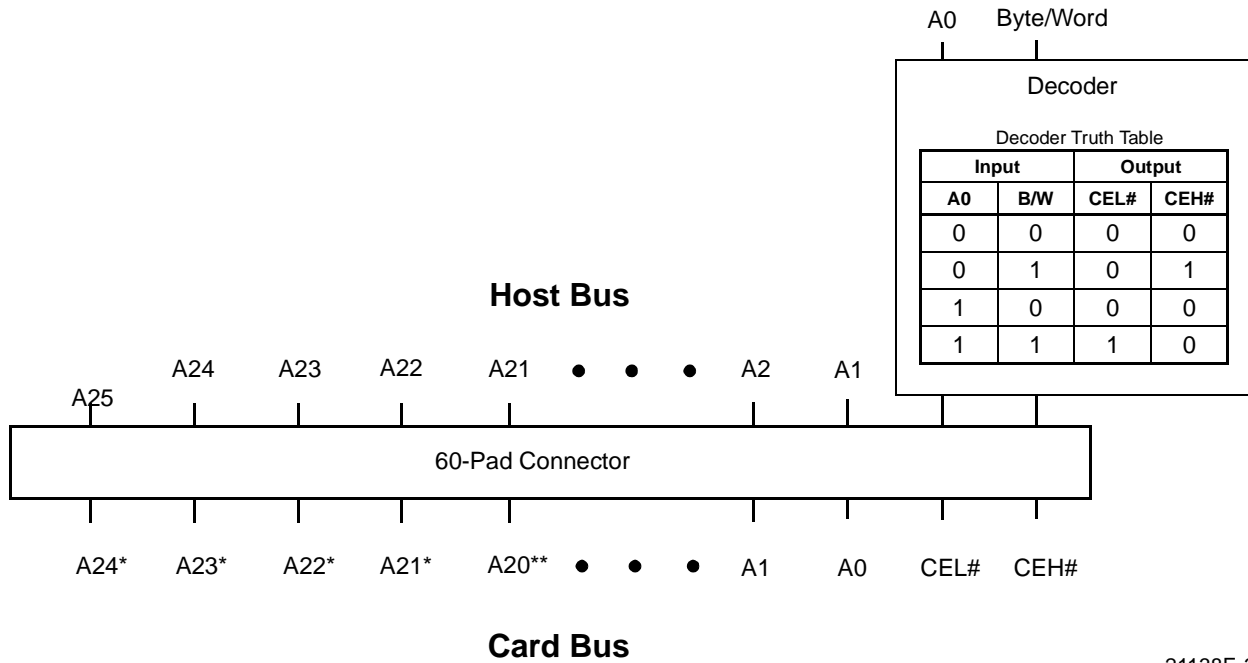 A0 Byte/Word
Decoder
Decoder Truth Table
Input Output
A0 B/W CEL# CEH#
0 0 0 0
0 1 0 1
1 0 0 0
1 1 1 0
Host Bus
A25 A24 A23 A22 A21 • • • A2 A1
60-Pad Connector
A24* A23* A22* A21* A20** • • • A1 A0 CEL# CEH#
Card Bus